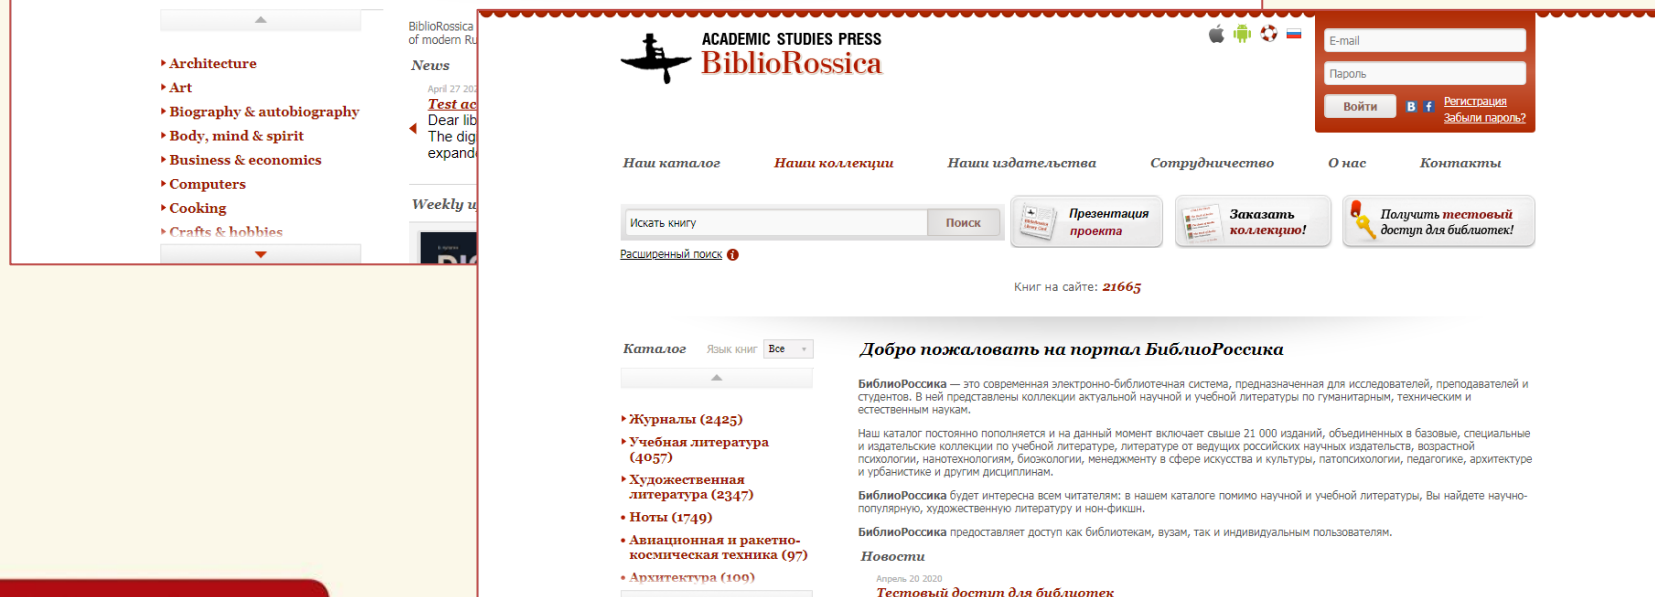 Architecture
Art
Biography & autobiography
Body, mind & spirit
Business & economics
Computers
Cooking
Crafts & hobbies
BiblioRossica
of modern
News
April 27
Test
Dear
The
Weekly
ACADEMIC STUDIES PRESS
BiblioRossica
E-mail
Пароль
Войти
Регистрация
Забыли пароль?
Наш каталог Наши коллекции Наши издательства Сотрудничество О нас Контакты
Искать книгу Поиск
Презентация
проекта
Заказать
коллекцию!
Получить тестовый
доступ для библиотек!
Расширенный поиск
Книг на сайте: 21665
Каталог Язык книг Все
Журналы (2425)
Учебная литература
(4057)
Художественная
литература (2347)
Ноты (1749)
Авиационная и ракетно-
космическая техника (97)
Архитектура (109)
Добро пожаловать на портал БиблиоРоссика
БиблиоРоссика — это современная электронно-библиотечная система, предназначенная для исследователей, преподавателей и
студентов. В ней представлены коллекции актуальной научной и учебной литературы по гуманитарным, техническим и
естественным наукам.
Наш каталог постоянно пополняется и на данный момент включает свыше 21 000 изданий, объединенных в базовые, специальные
и издательские коллекции по учебной литературе, литературе от ведущих российских научных издательств, возрастной
психологии, нанотехнологиям, биоэкологии, менеджменту в сфере искусства и культуры, патопсихологии, педагогике, архитектуре
и урбанистике и другим дисциплинам.
БиблиоРоссика будет интересна всем читателям: в нашем каталоге помимо научной и учебной литературы, Вы найдете научно-
популярную, художественную литературу и нон-фикшн.
БиблиоРоссика предоставляет доступ как библиотекам, вузам, так и индивидуальным пользователям.
Новости
Апрель 20 2020
Тестовый доступ для библиотек